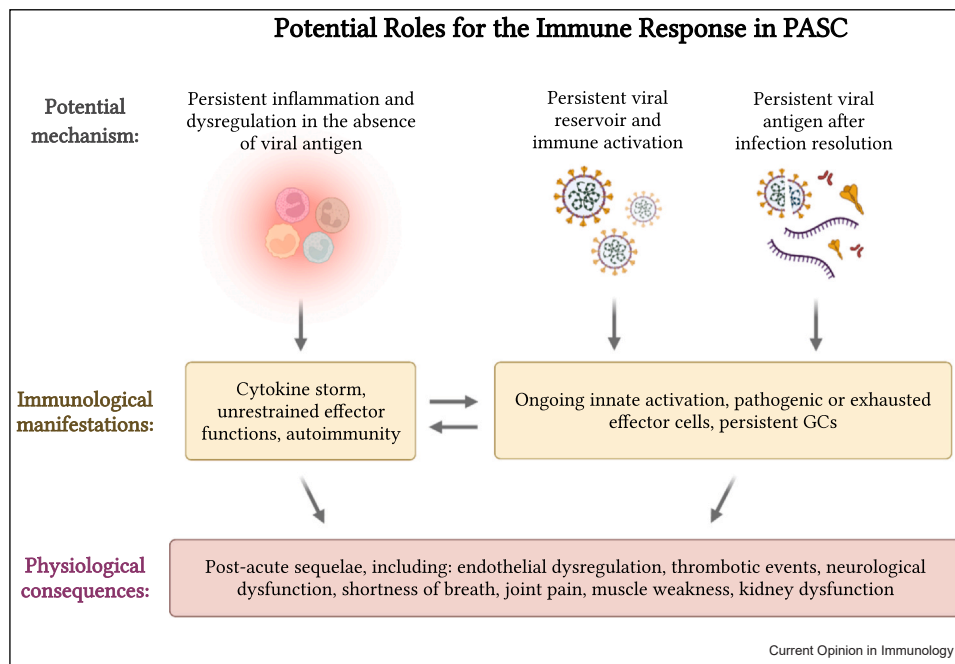 Potential Roles for the Immune Response in PASC
Potential
mechanism:
Persistent inflammation and
dysregulation in the absence
of viral antigen
Persistent viral
reservoir and
immune activation
Persistent viral
antigen after
infection resolution
Immunological
manifestations:
Cytokine storm,
unrestrained effector
functions, autoimmunity
Ongoing innate activation, pathogenic or exhausted
effector cells, persistent GCs
Physiological
consequences:
Post-acute sequelae, including: endothelial dysregulation, thrombotic events, neurological
dysfunction, shortness of breath, joint pain, muscle weakness, kidney dysfunction
Current Opinion in Immunology